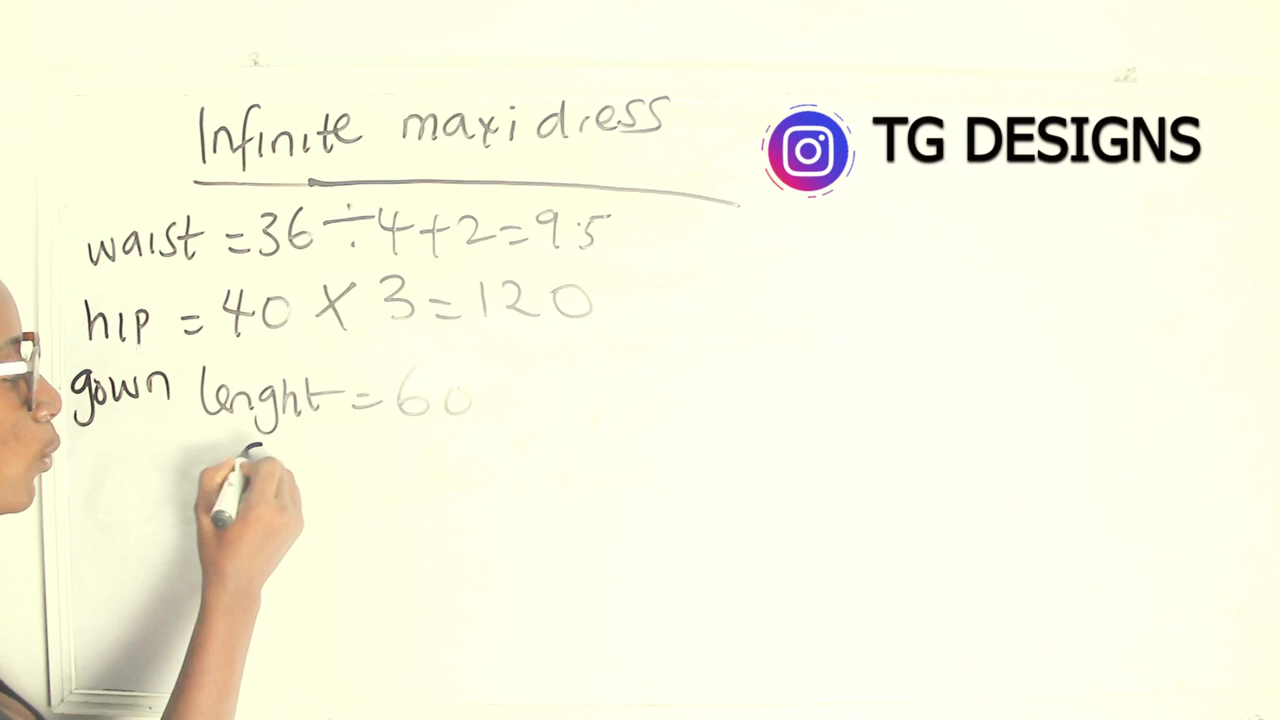 Infinite maxi dress
TG DESIGNS
waist = 36 ÷ 4 + 2 = 9.5
hip = 40 X 3 = 120
gown lenght = 60